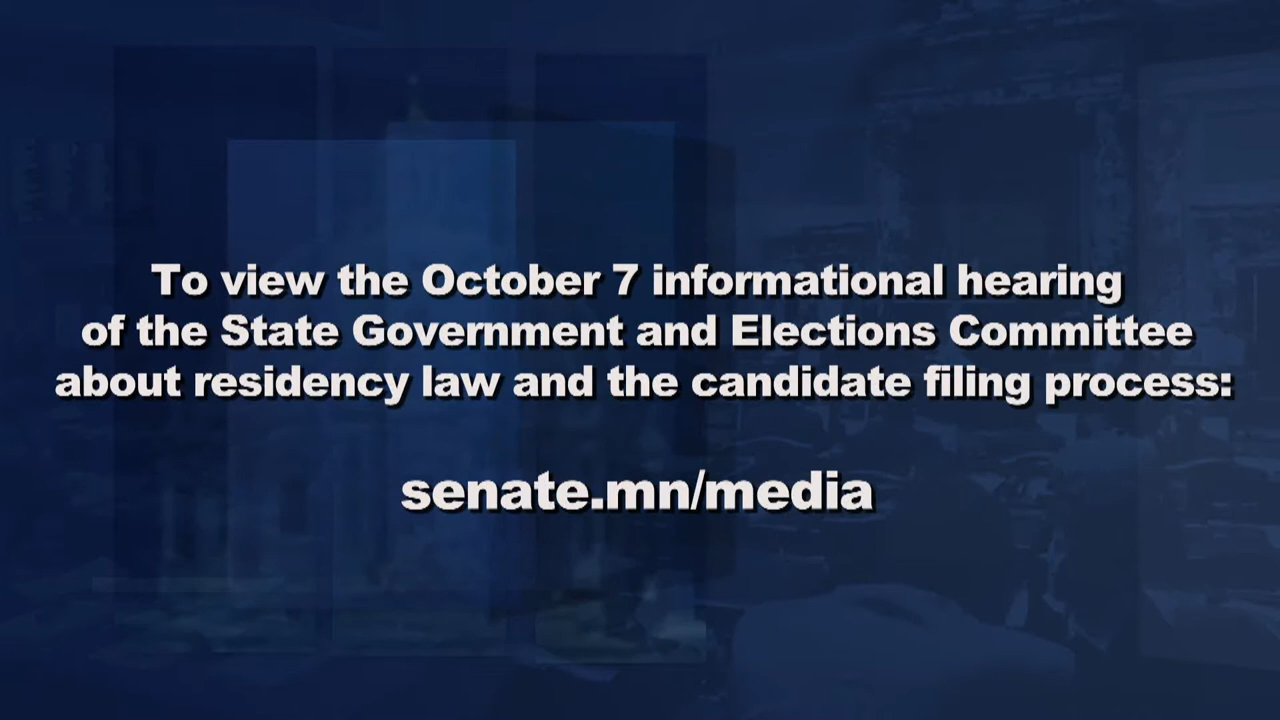 To view the October 7 informational hearing
of the State Government and Elections Committee
about residency law and the candidate filing process:
senate.mn/media